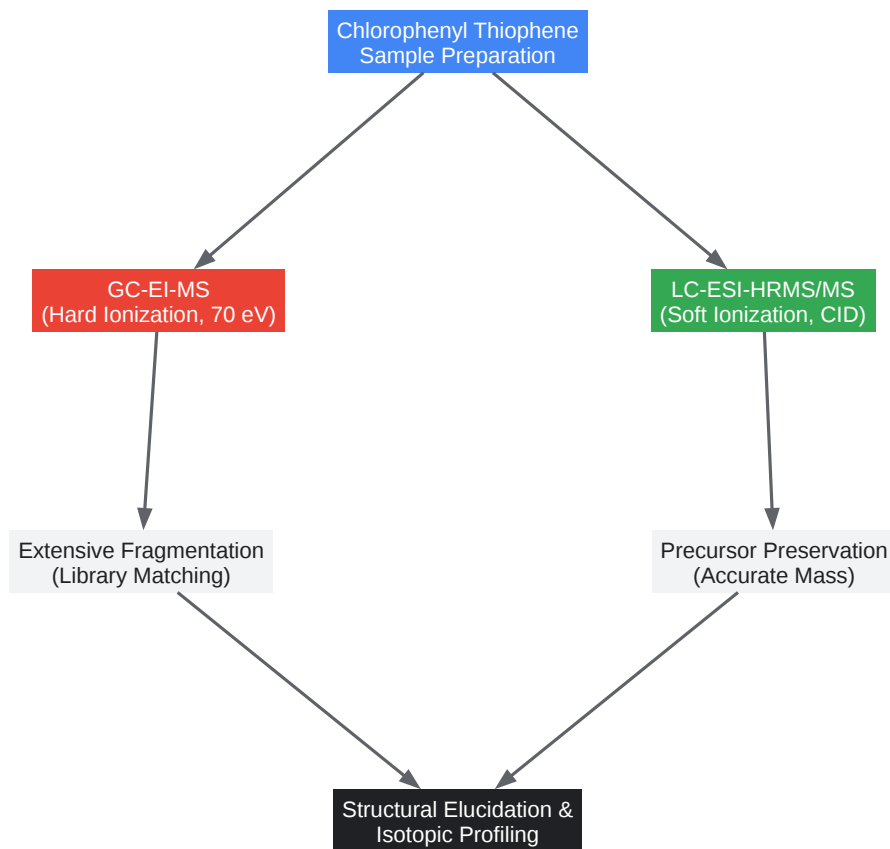 Chlorophenyl Thiophene
Sample Preparation
GC-EI-MS
(Hard Ionization, 70 eV)
LC-ESI-HRMS/MS
(Soft Ionization, CID)
Extensive Fragmentation
(Library Matching)
Precursor Preservation
(Accurate Mass)
Structural Elucidation &
Isotopic Profiling